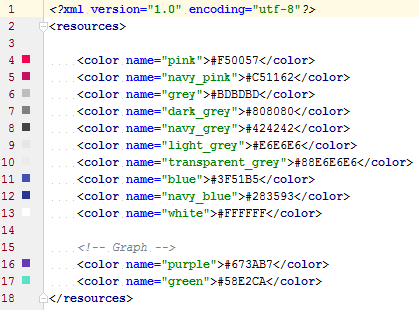 1 <?xml version="1.0" encoding="utf-8"?>
2 <resources>
3
4 <color name="pink">#F50057</color>
5 <color name="navy_pink">#C51162</color>
6 <color name="grey">#BDBDBD</color>
7 <color name="dark_grey">#808080</color>
8 <color name="navy_grey">#424242</color>
9 <color name="light_grey">#E6E6E6</color>
10 <color name="transparent_grey">#88E6E6E6</color>
11 <color name="blue">#3F51B5</color>
12 <color name="navy_blue">#283593</color>
13 <color name="white">#FFFFFF</color>
14
15 <!-- Graph -->
16 <color name="purple">#673AB7</color>
17 <color name="green">#58E2CA</color>
18 </resources>